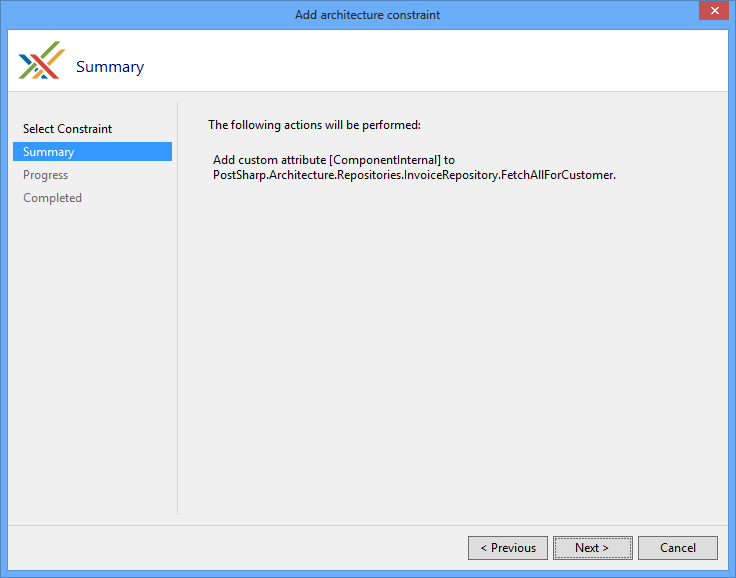 Add architecture constraint
Summary
Select Constraint
Summary
Progress
Completed
The following actions will be performed:
Add custom attribute [ComponentInternal] to
PostSharp.Architecture.Repositories.InvoiceRepository.FetchAllForCustomer.
< Previous
Next >
Cancel